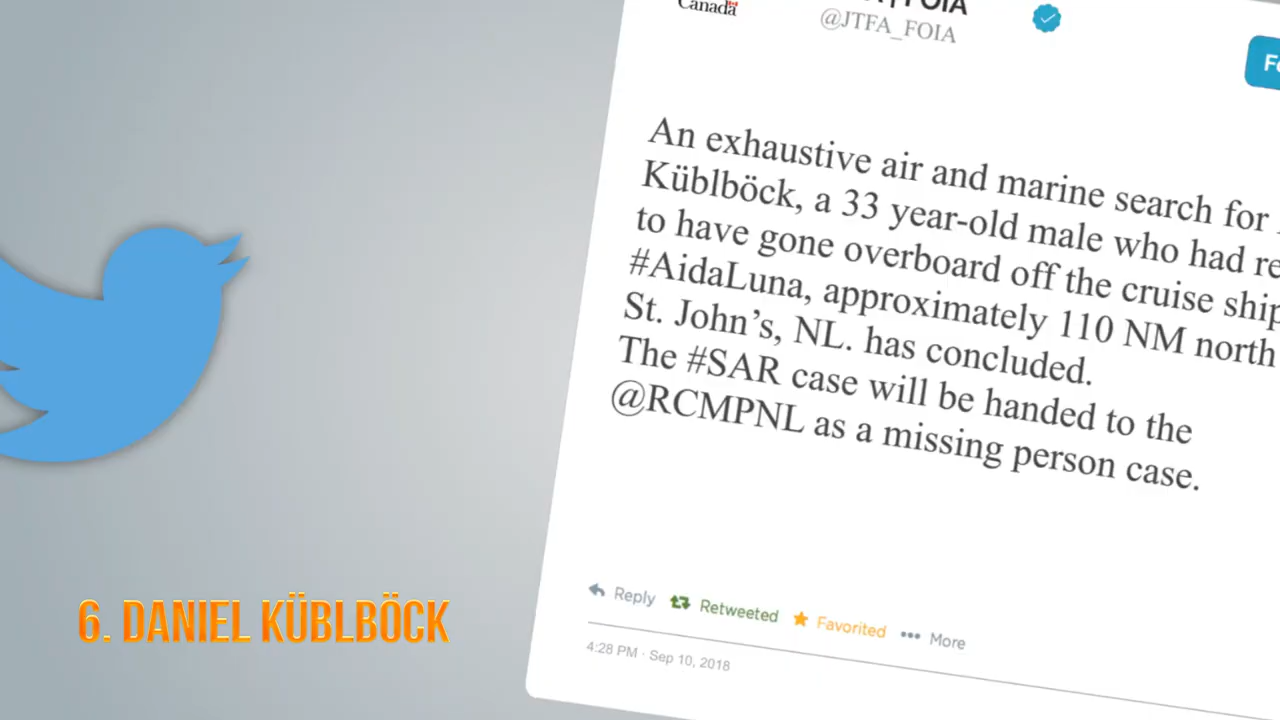 Canada
FOIA
@JTFA_FOIA
An exhaustive air and marine search for
Küblböck, a 33 year-old male who had re
to have gone overboard off the cruise ship
#AidaLuna, approximately 110 NM north
St. John’s, NL. has concluded.
The #SAR case will be handed to the
@RCMPNL as a missing person case.
Reply Retweeted Favorited More
4:28 PM · Sep 10, 2018
6. DANIEL KÜBLBÖCK